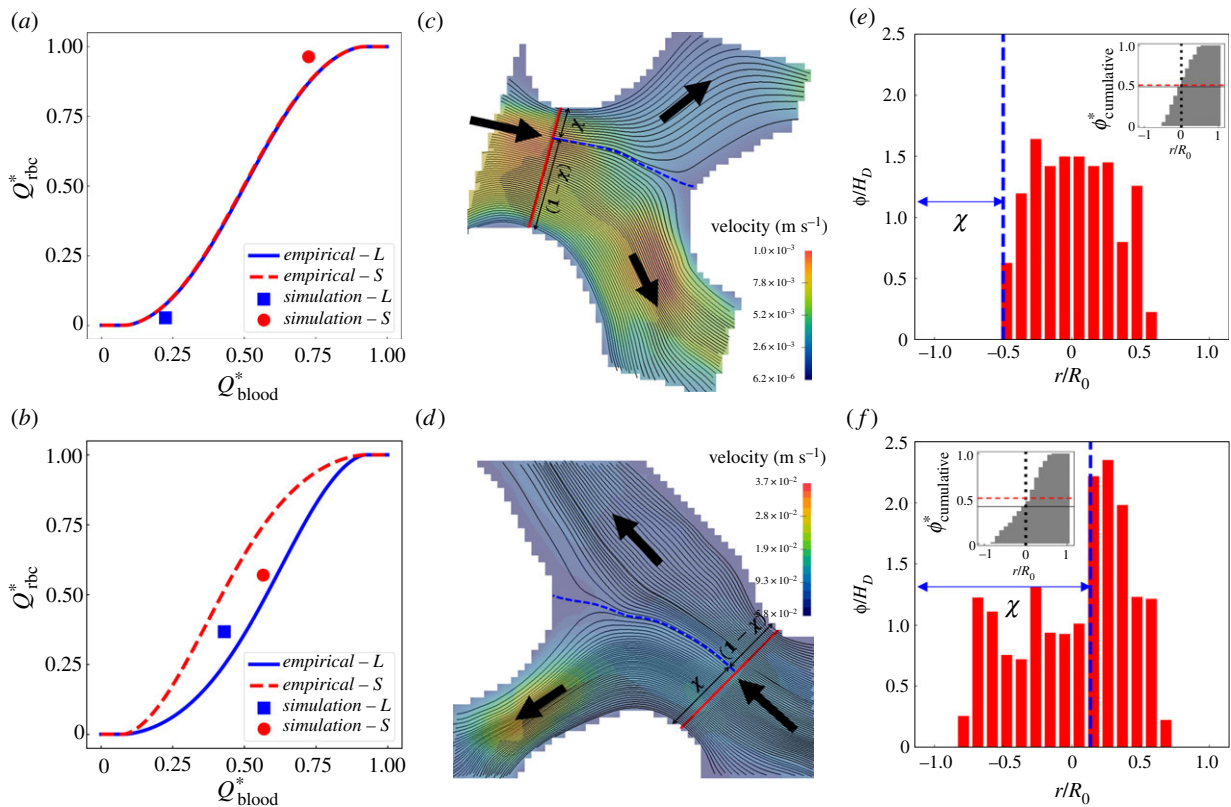 (a)
1.00
0.75
0.50
0.25
0
Q*rbc
empirical – L
empirical – S
simulation – L
simulation – S
0 0.25 0.50 0.75 1.00
Q*blood
(c)
χ
(1 – χ)
velocity (m s−1)
1.0 × 10−3
7.8 × 10−3
5.2 × 10−3
2.6 × 10−3
6.2 × 10−6
(e)
2.5
2.0
1.5
1.0
0.5
0
ϕ/HD
χ
–1.0 –0.5 0 0.5 1.0
r/R0
1.0
0.5
0
ϕ*cumulative
–1 0 1
r/R0
(b)
1.00
0.75
0.50
0.25
0
Q*rbc
empirical – L
empirical – S
simulation – L
simulation – S
0 0.25 0.50 0.75 1.00
Q*blood
(d)
velocity (m s−1)
3.7 × 10−2
2.8 × 10−2
1.9 × 10−2
9.3 × 10−2
5.8 × 10−2
(1 – χ)
χ
(f)
2.5
2.0
1.5
1.0
0.5
0
ϕ/HD
χ
–1.0 –0.5 0 0.5 1.0
r/R0
1.0
0.5
0
ϕ*cumulative
–1 0 1
r/R0